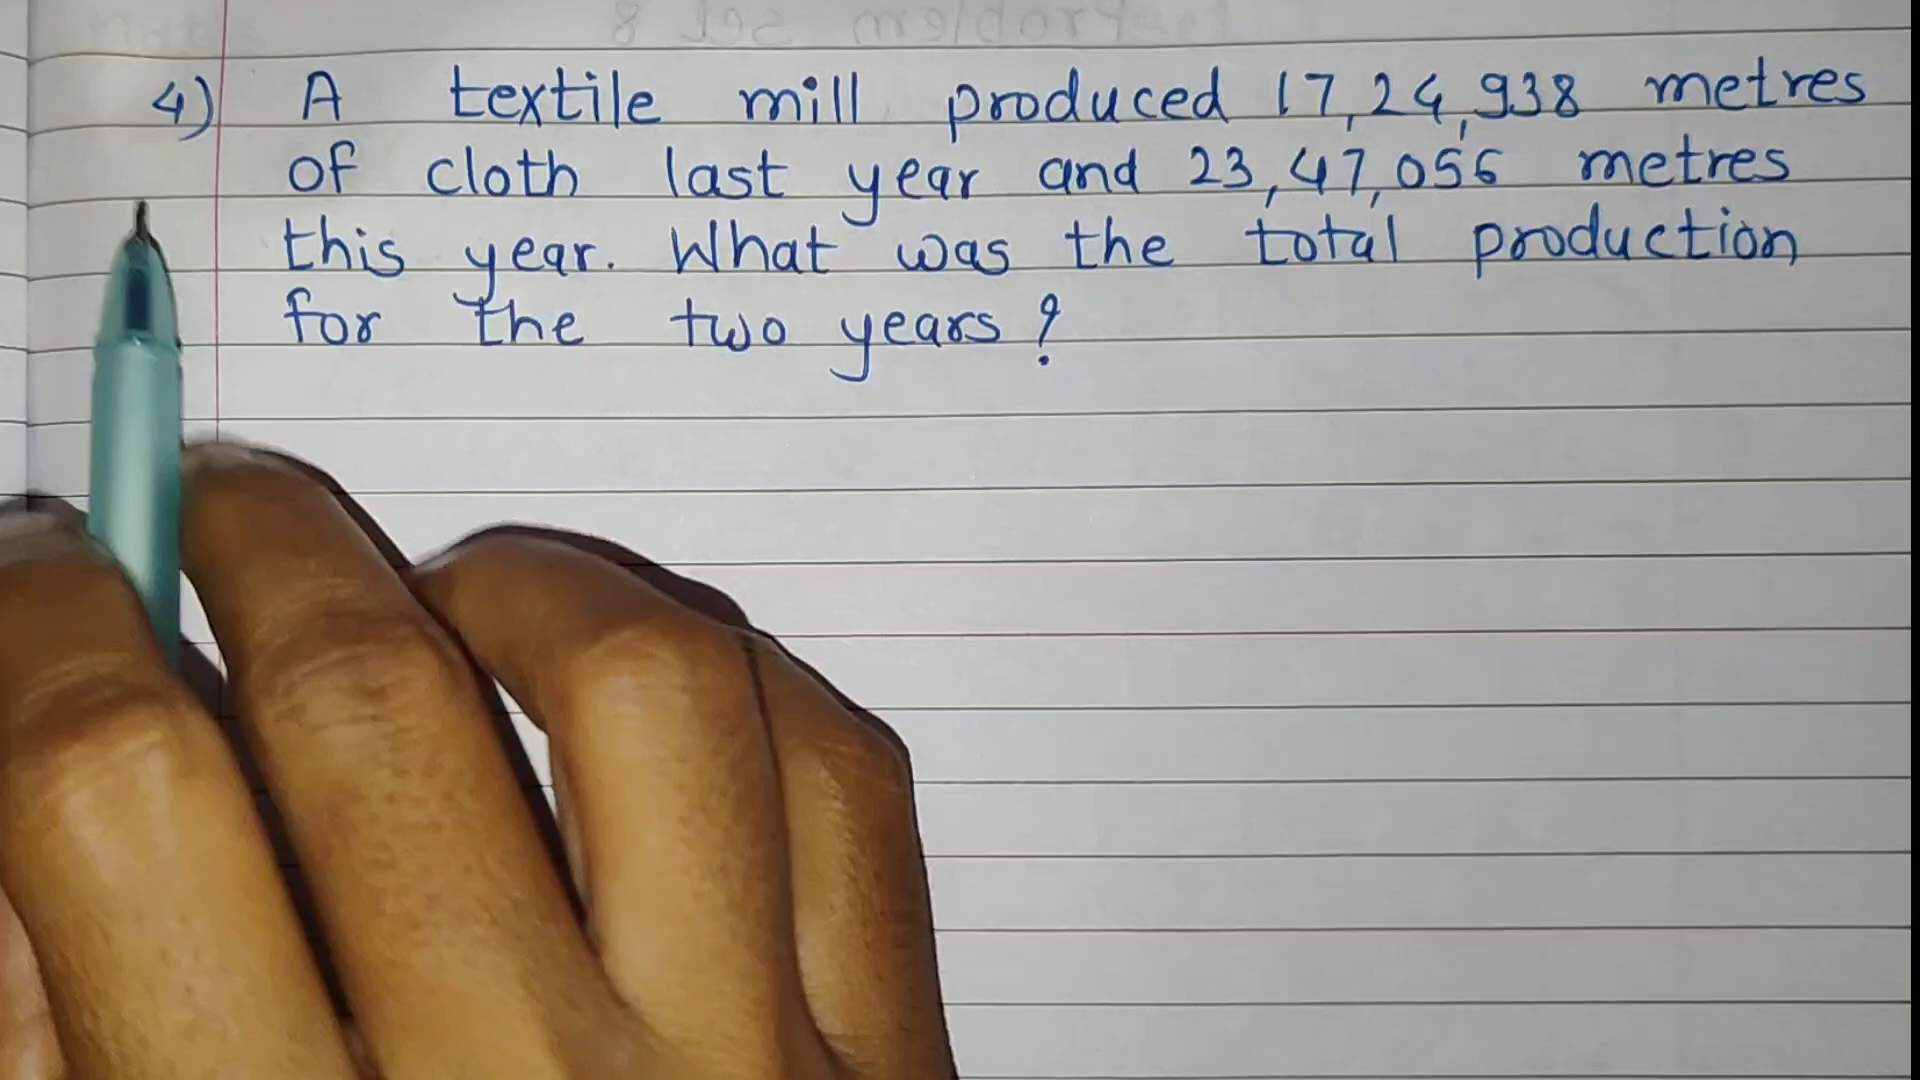 4) A textile mill produced 17,24,938 metres
of cloth last year and 23,47,056 metres
this year. What was the total production
for the two years?